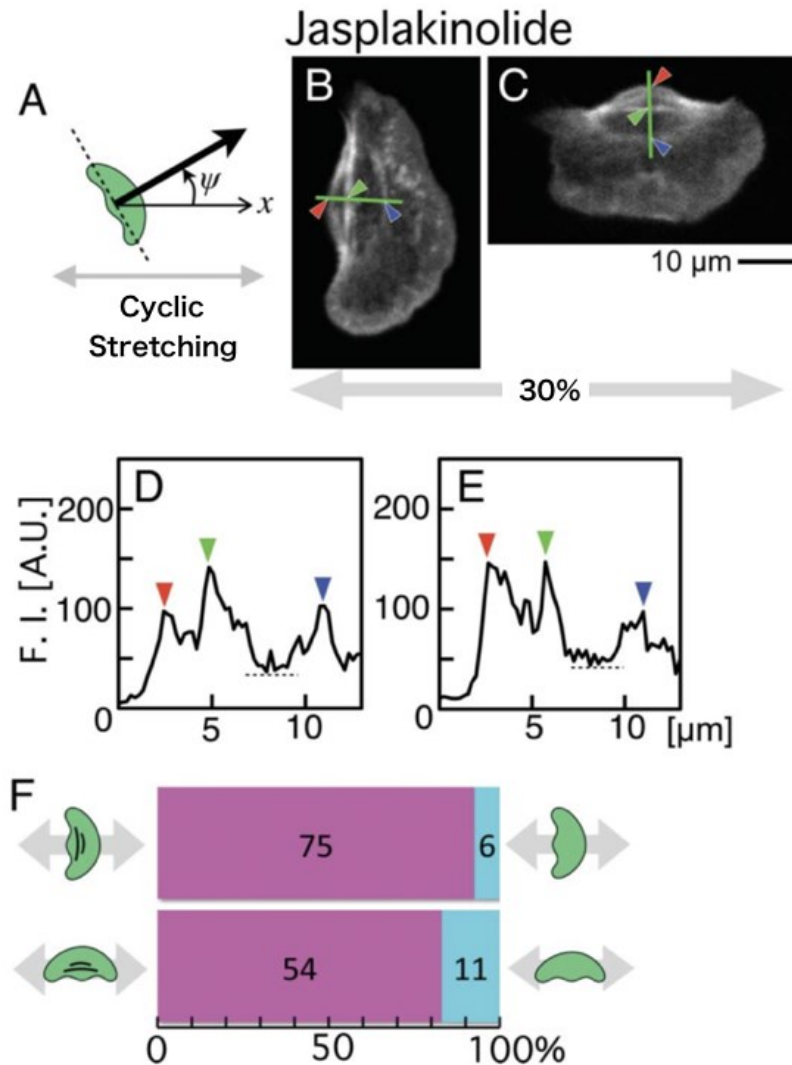 Jasplakinolide
A
B
C
ψ
x
Cyclic
Stretching
10 μm
30%
D
E
F. I. [A.U.]
200
100
0
5
10
200
100
0
5
10
[μm]
F
75
6
54
11
0
50
100%